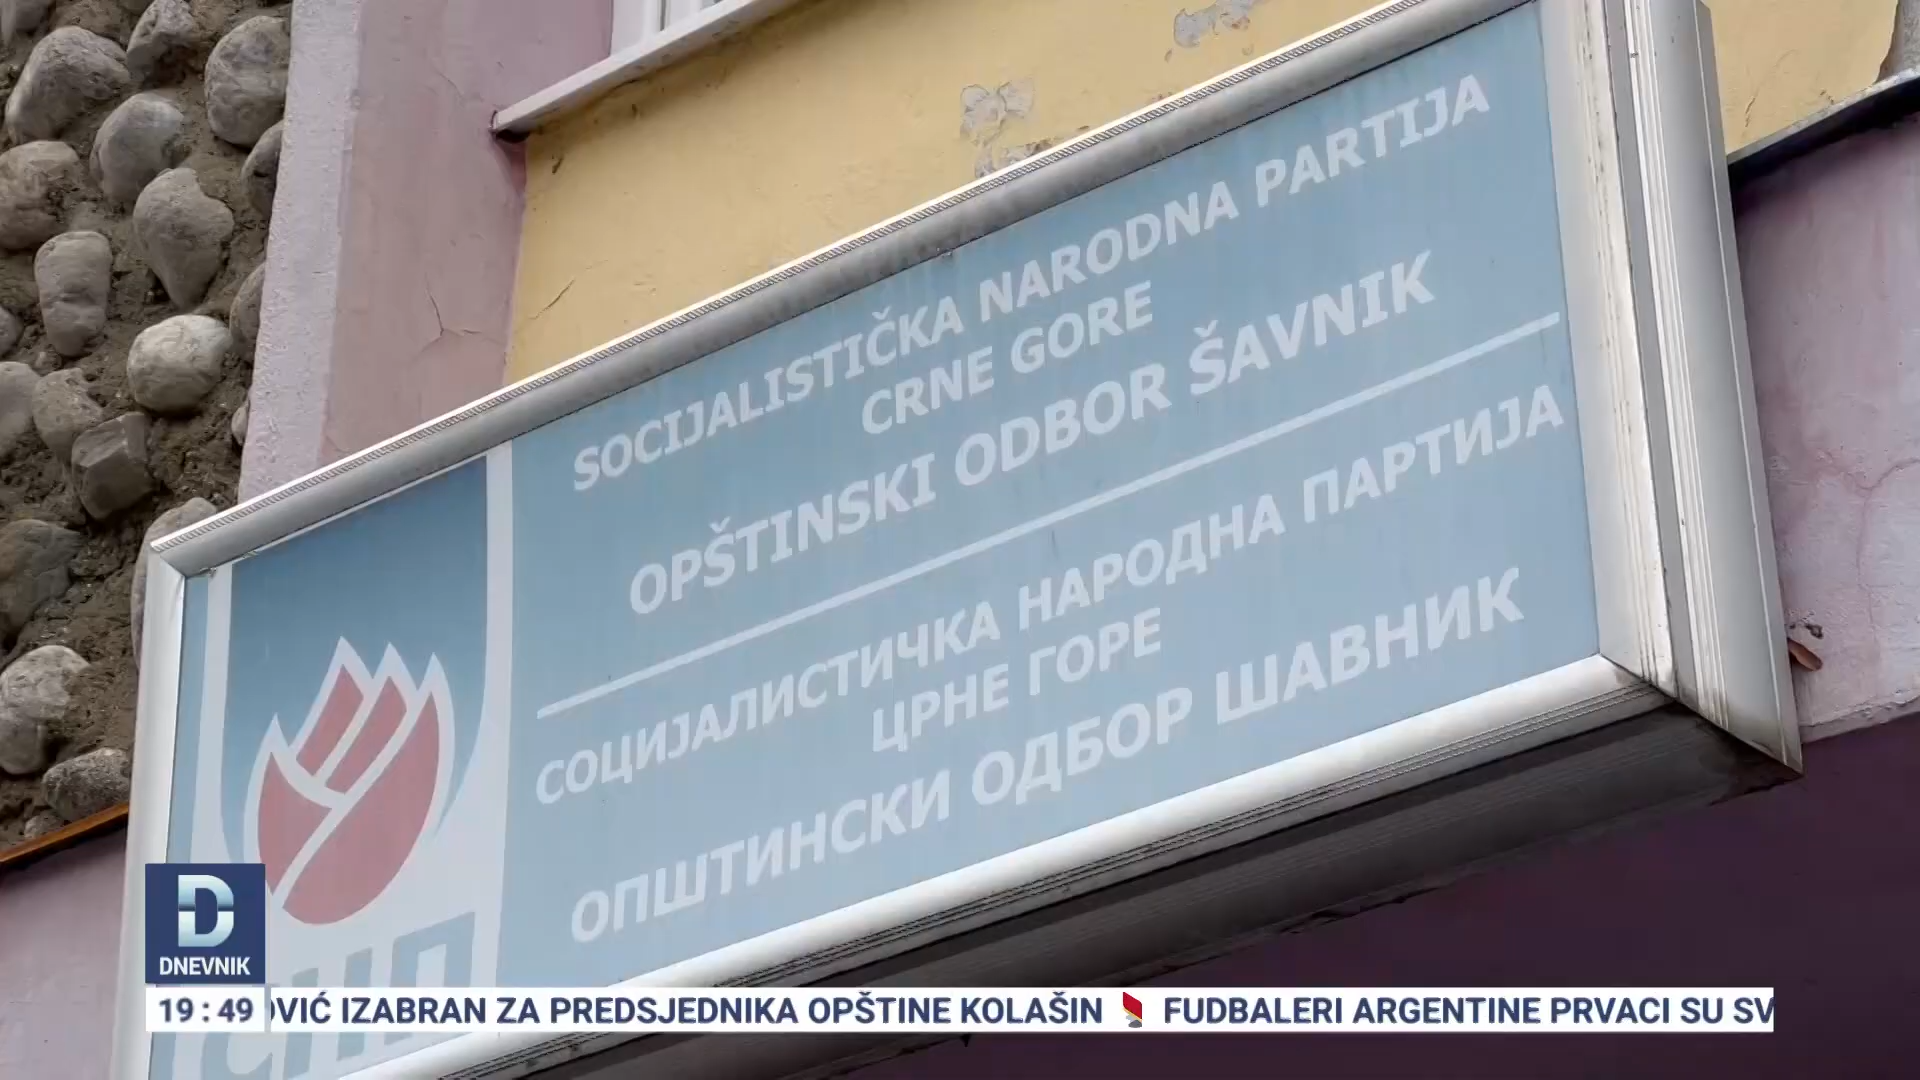 SOCIJALISTIČKA NARODNA PARTIJA
CRNE GORE
OPŠTINSKI ODBOR ŠAVNIK
СОЦИЈАЛИСТИЧКА НАРОДНА ПАРТИЈА
ЦРНЕ ГОРЕ
ОПШТИНСКИ ОДБОР ШАВНИК
СНП
D
DNEVNIK
19:49 OVIĆ IZABRAN ZA PREDSJEDNIKA OPŠTINE KOLAŠIN FUDBALERI ARGENTINE PRVACI SU SV